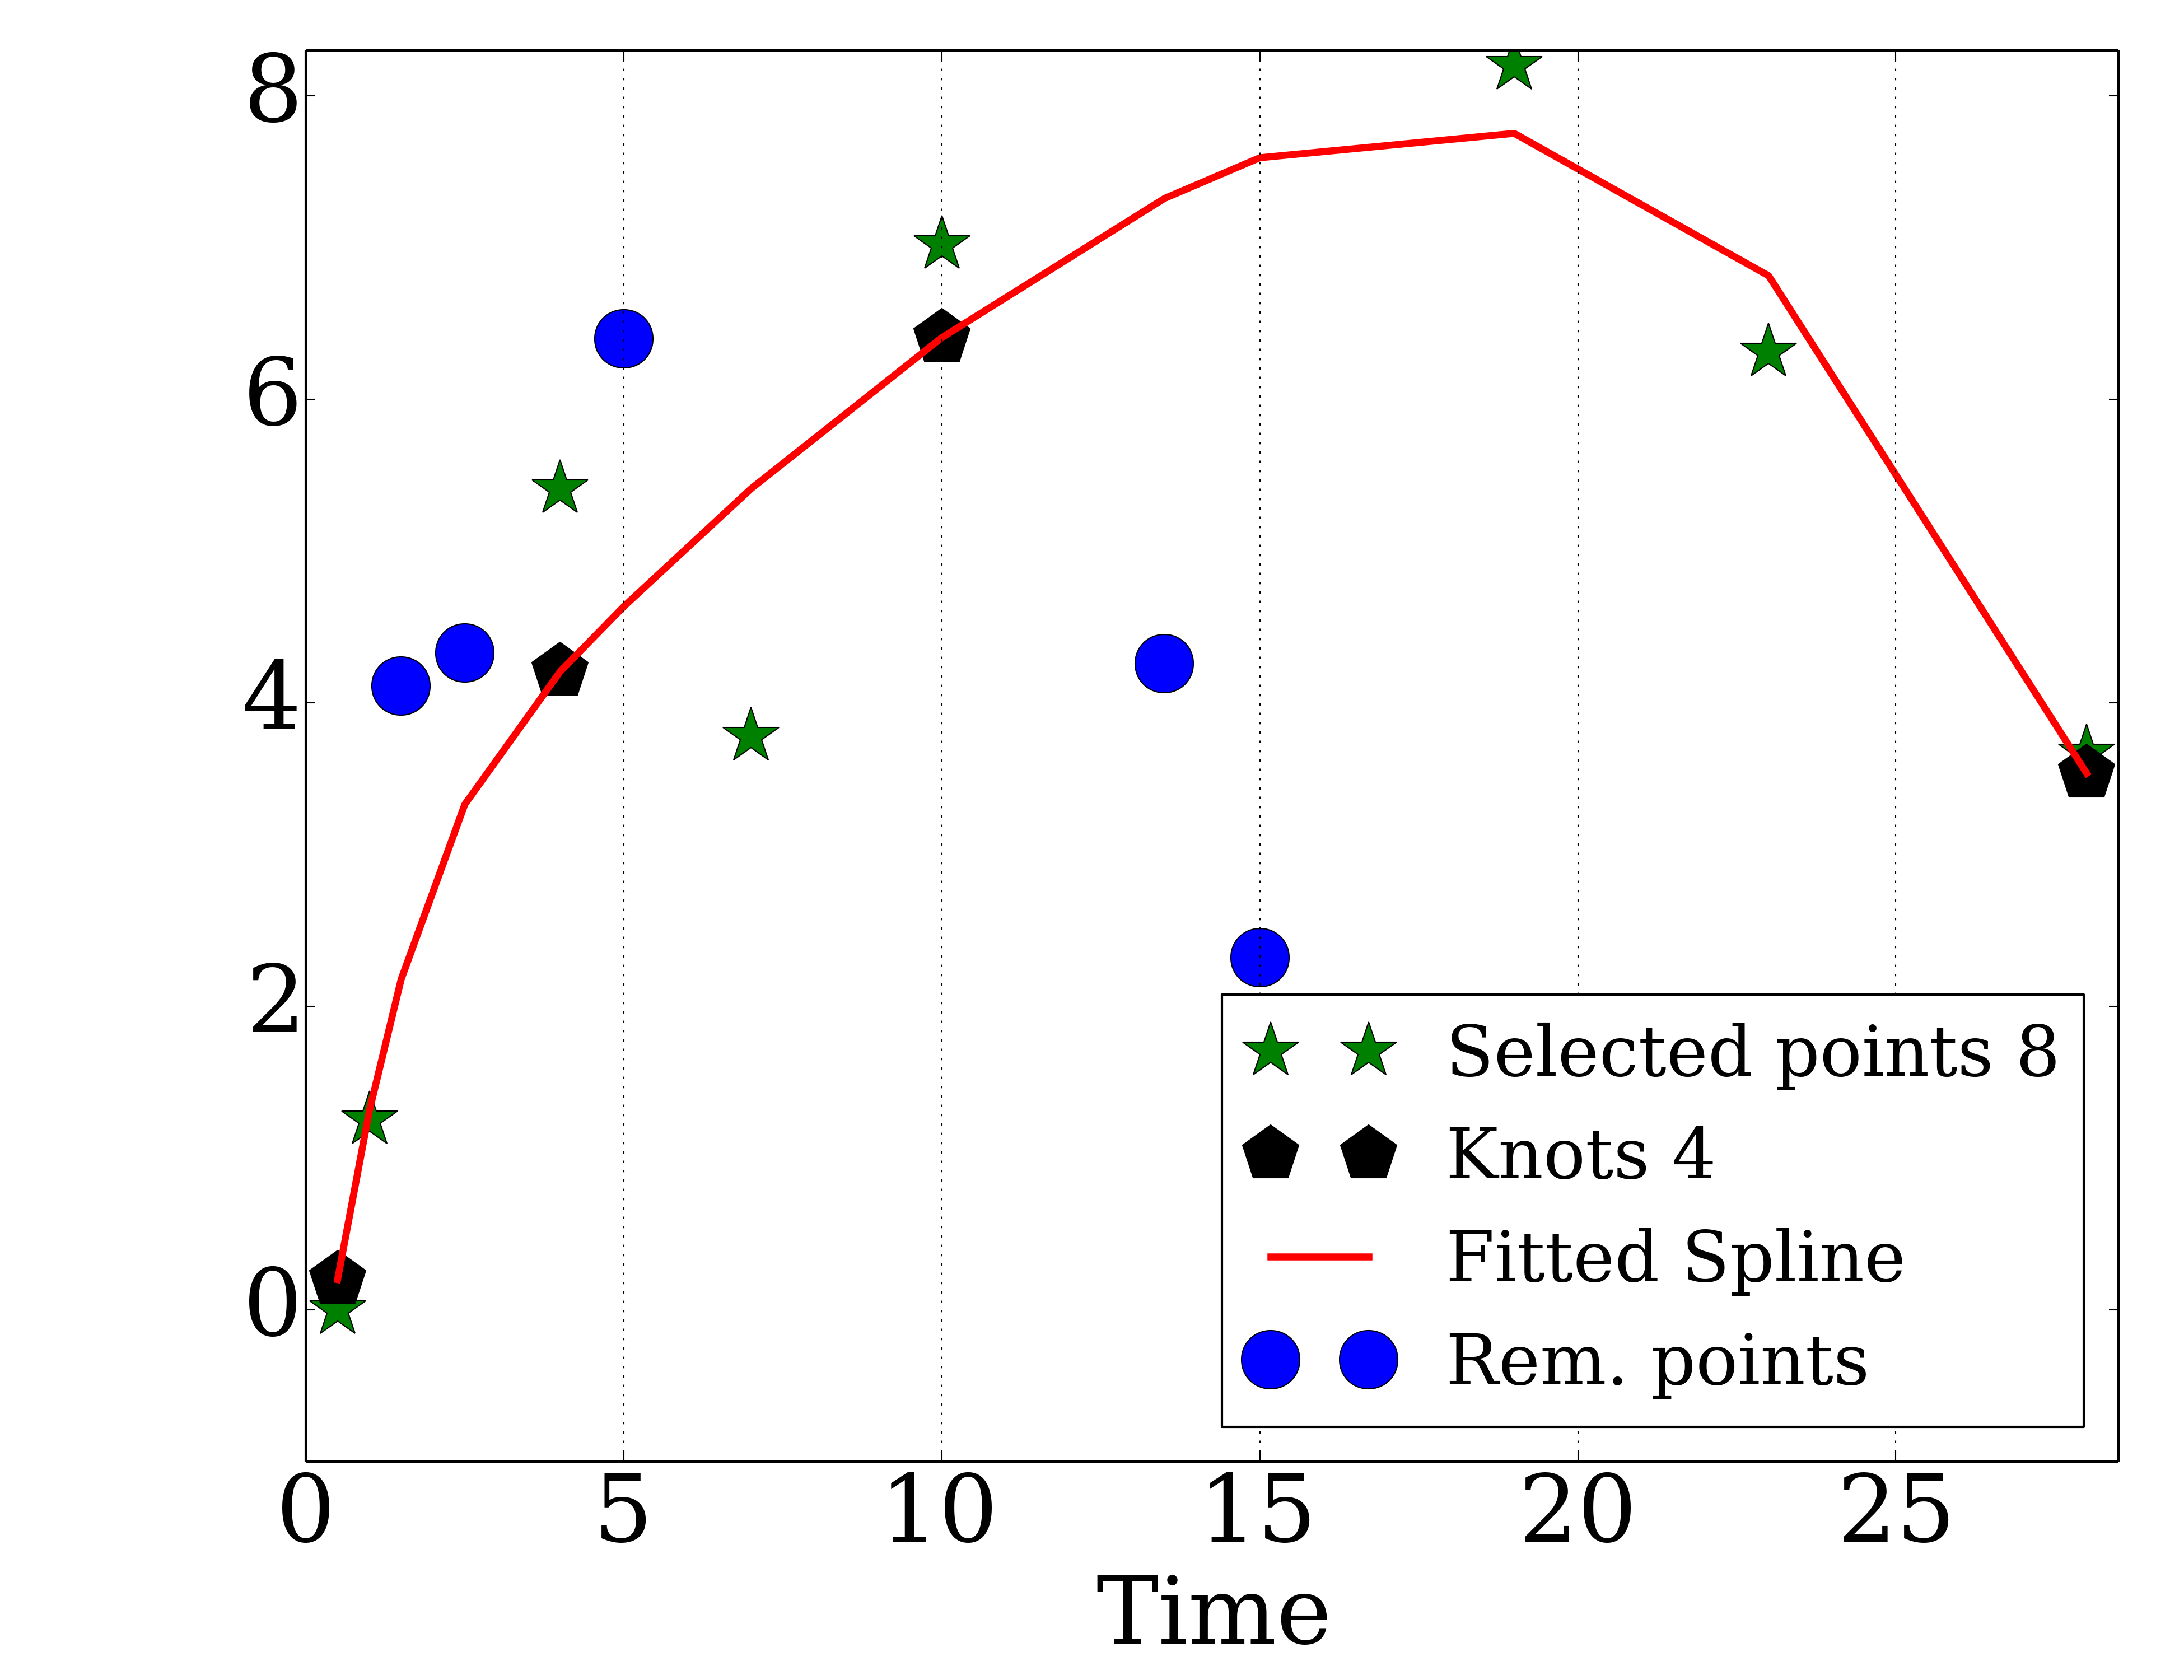 8
6
4
2
0
Selected points 8
Knots 4
Fitted Spline
Rem. points
0 5 10 15 20 25
Time